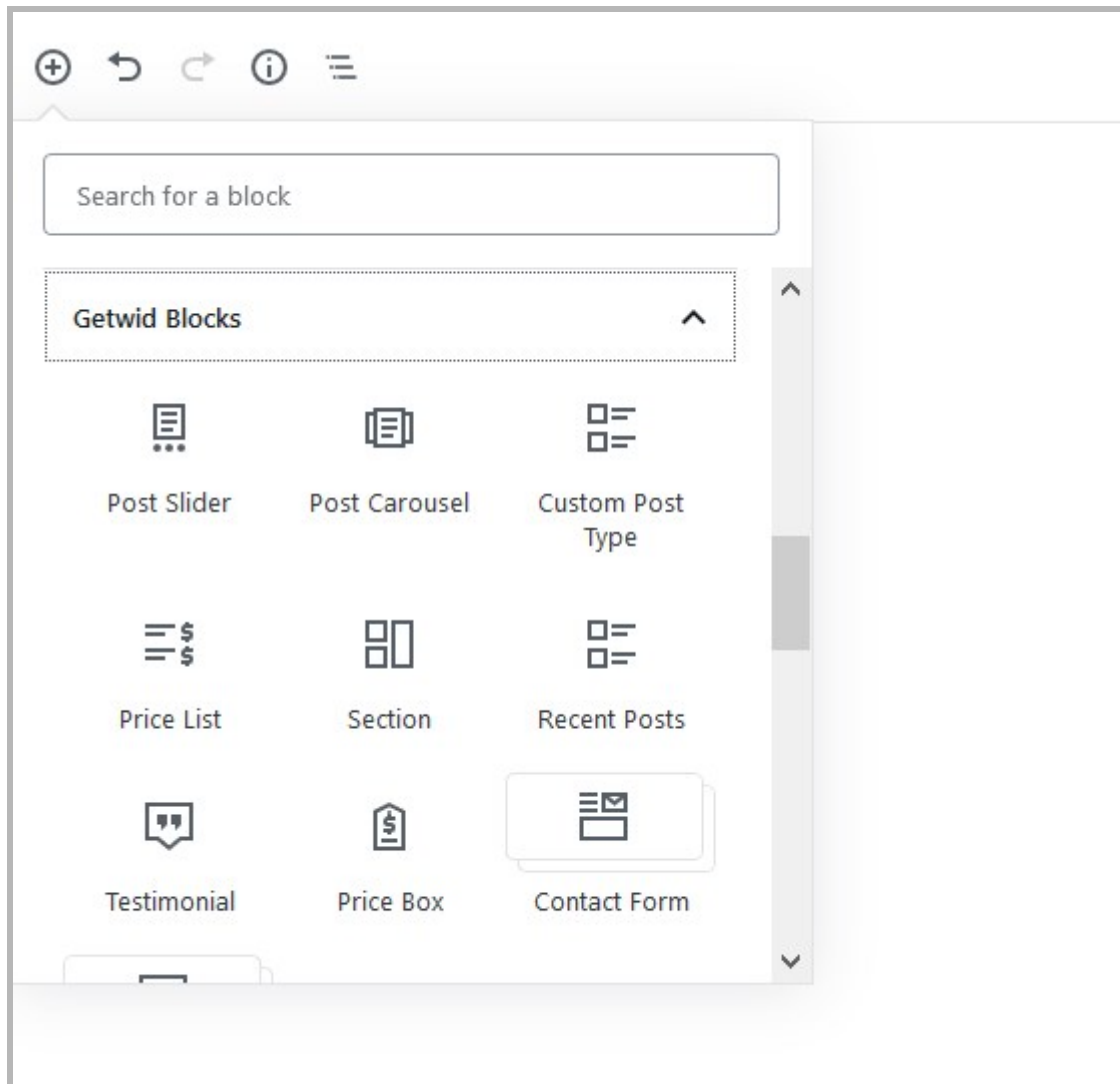 Search for a block
Getwid Blocks
Post Slider
Post Carousel
Custom Post
Type
Price List
Section
Recent Posts
Testimonial
Price Box
Contact Form